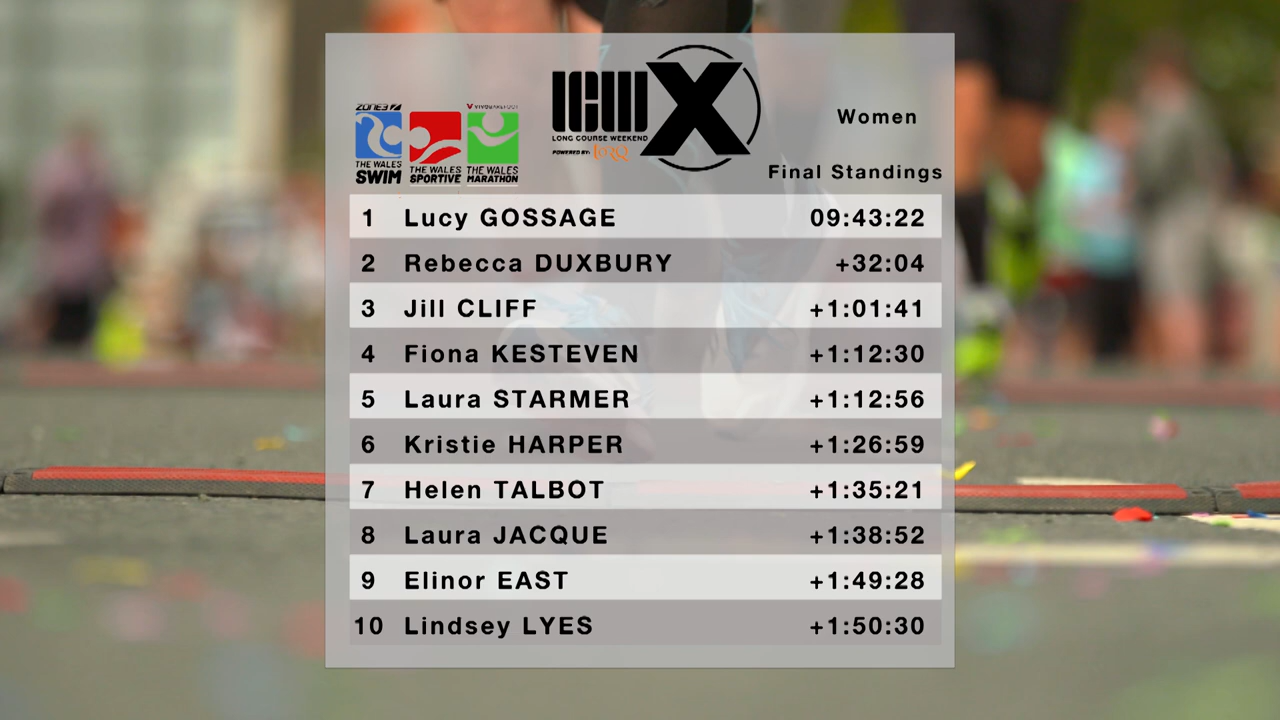 ZONE3
VIVOBAREFOOT
THE WALES
SWIM
THE WALES
SPORTIVE
THE WALES
MARATHON
LCW X
LONG COURSE WEEKEND
POWERED BY:
Women
Final Standings
1 Lucy GOSSAGE 09:43:22
2 Rebecca DUXBURY +32:04
3 Jill CLIFF +1:01:41
4 Fiona KESTEVEN +1:12:30
5 Laura STARMER +1:12:56
6 Kristie HARPER +1:26:59
7 Helen TALBOT +1:35:21
8 Laura JACQUE +1:38:52
9 Elinor EAST +1:49:28
10 Lindsey LYES +1:50:30